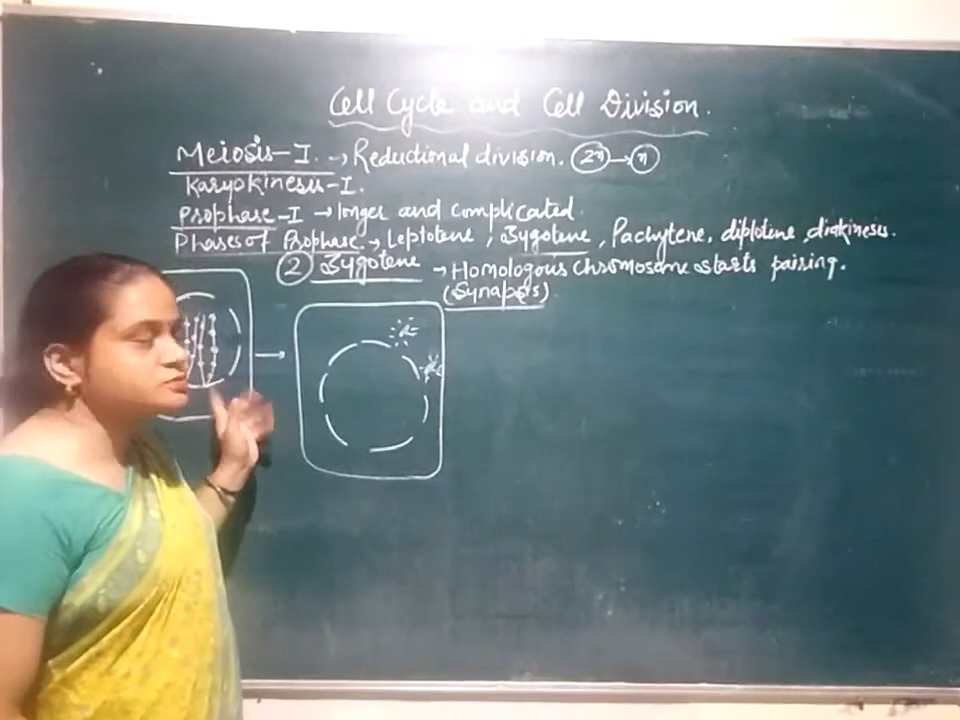 Cell Cycle and Cell Division.
Meiosis-I. → Reductional division. 2n → n
Karyokinesis-I.
Prophase-I → longer and complicated.
Phases of Prophase. → Leptotene, Zygotene, Pachytene, diplotene, diakinesis.
2 Zygotene → Homologous chromosome starts pairing.
(Synapsis)